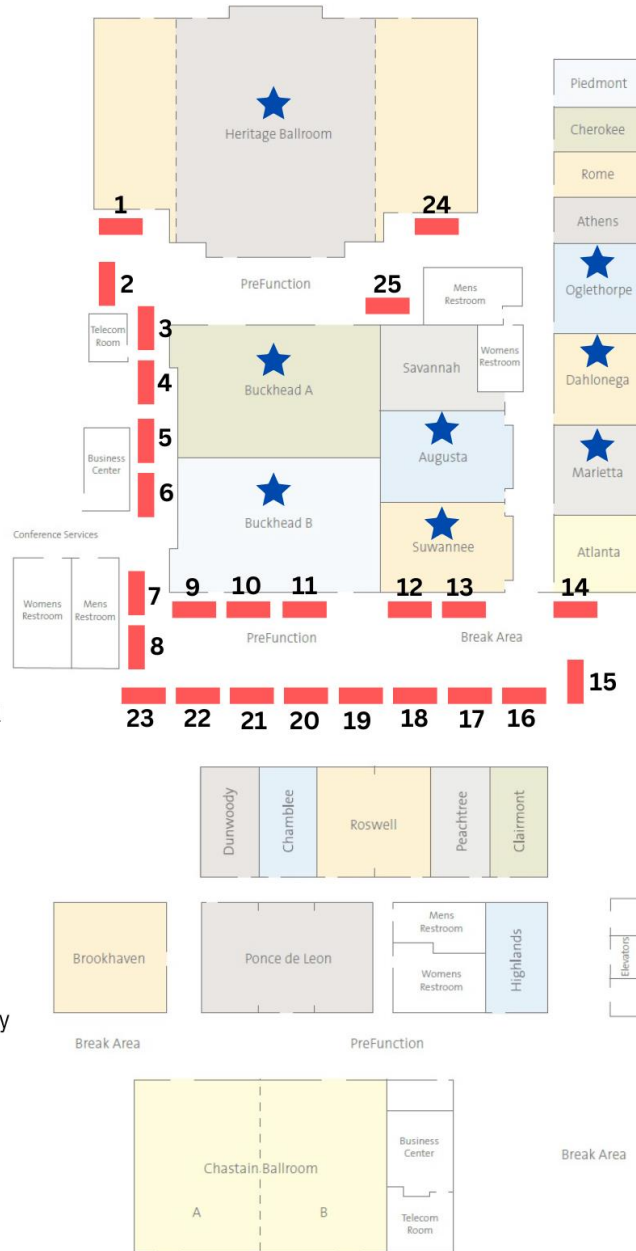 Heritage Ballroom
Piedmont
Cherokee
Rome
Athens
Oglethorpe
Dahlonega
Marietta
Atlanta
1
24
2
PreFunction
25
Mens
Restroom
Telecom
Room
3
Womens
Restroom
Savannah
4
Buckhead A
5
Augusta
Business
Center
6
Buckhead B
Suwannee
Conference Services
Womens
Restroom
Mens
Restroom
7
9
10
11
12
13
14
8
PreFunction
Break Area
15
23
22
21
20
19
18
17
16
Dunwoody
Chamblee
Roswell
Peachtree
Clairmont
Brookhaven
Ponce de Leon
Mens
Restroom
Womens
Restroom
Highlands
Elevators
y
Break Area
PreFunction
Chastain Ballroom
A
B
Business
Center
Telecom
Room
Break Area